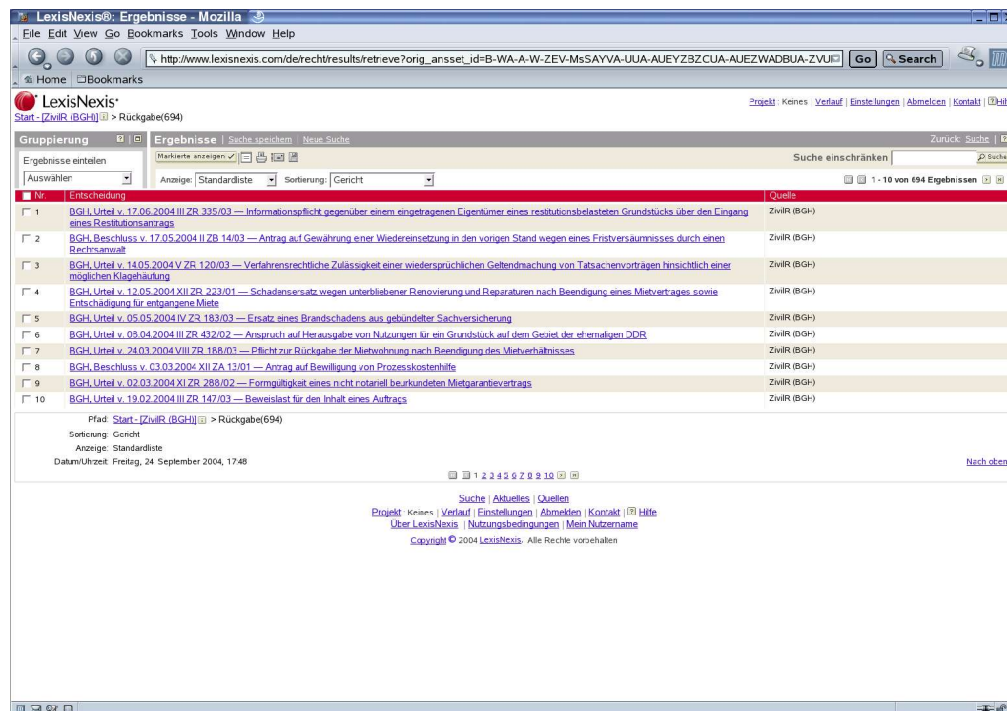 LexisNexis®: Ergebnisse - Mozilla
File Edit View Go Bookmarks Tools Window Help
http://www.lexisnexis.com/de/recht/results/retrieve?orig_ansset_id=B-WA-A-W-ZEV-MsSAYVA-UUA-AUEYZBZCUA-AUEZWADBUA-ZVU Go Search
Home Bookmarks
LexisNexis
Projekt: Keines Verlauf | Einstellungen | Abmelden | Kontakt | ? Hil
Start - [ZivilR (BGH)] > Rückgabe(694)
Gruppierung Ergebnisse | Suche speichern | Neue Suche Zurück: Suche | ?
Ergebnisse einteilen Markierte anzeigen Suche einschränken Suche
Auswählen Anzeige: Standardliste Sortierung: Gericht 1 - 10 von 694 Ergebnissen
Nr. Entscheidung Quelle
1 BGH, Urteil v. 17.06.2004 III ZR 335/03 — Informationspflicht gegenüber einem eingetragenen Eigentümer eines restitutionsbelasteten Grundstücks über den Eingang ZivilR (BGH)
eines Restitutionsantrags
2 BGH, Beschluss v. 17.05.2004 II ZB 14/03 — Antrag auf Gewährung einer Wiedereinsetzung in den vorigen Stand wegen eines Fristversäumnisses durch einen ZivilR (BGH)
Rechtsanwalt
3 BGH, Urteil v. 14.05.2004 V ZR 120/03 — Verfahrensrechtliche Zulässigkeit einer wiedersprüchlichen Geltendmachung von Tatsachenvorträgen hinsichtlich einer ZivilR (BGH)
möglichen Klagehäufung
4 BGH, Urteil v. 12.05.2004 XII ZR 223/01 — Schadensersatz wegen unterbliebener Renovierung und Reparaturen nach Beendigung eines Mietvertrages sowie ZivilR (BGH)
Entschädigung für entgangene Miete
5 BGH, Urteil v. 05.05.2004 IV ZR 183/03 — Ersatz eines Brandschadens aus gebündelter Sachversicherung ZivilR (BGH)
6 BGH, Urteil v. 08.04.2004 III ZR 432/02 — Anspruch auf Herausgabe von Nutzungen für ein Grundstück auf dem Gebiet der ehemaligen DDR ZivilR (BGH)
7 BGH, Urteil v. 24.03.2004 VIII ZR 188/03 — Pflicht zur Rückgabe der Mietwohnung nach Beendigung des Mietverhältnisses ZivilR (BGH)
8 BGH, Beschluss v. 03.03.2004 XII ZA 13/01 — Antrag auf Bewilligung von Prozesskostenhilfe ZivilR (BGH)
9 BGH, Urteil v. 02.03.2004 XI ZR 288/02 — Formgültigkeit eines nicht notariell beurkundeten Mietgarantievertrags ZivilR (BGH)
10 BGH, Urteil v. 19.02.2004 III ZR 147/03 — Beweislast für den Inhalt eines Auftrags ZivilR (BGH)
Pfad: Start - [ZivilR (BGH)] > Rückgabe(694)
Sortierung: Gericht
Anzeige: Standardliste
Datum/Uhrzeit: Freitag, 24 September 2004, 17:48 Nach oben
1 2 3 4 5 6 7 8 9 10
Suche | Aktuelles | Quellen
Projekt: Keines | Verlauf | Einstellungen | Abmelden | Kontakt | ? Hilfe
Über LexisNexis | Nutzungsbedingungen | Mein Nutzername
Copyright © 2004 LexisNexis. Alle Rechte vorbehalten